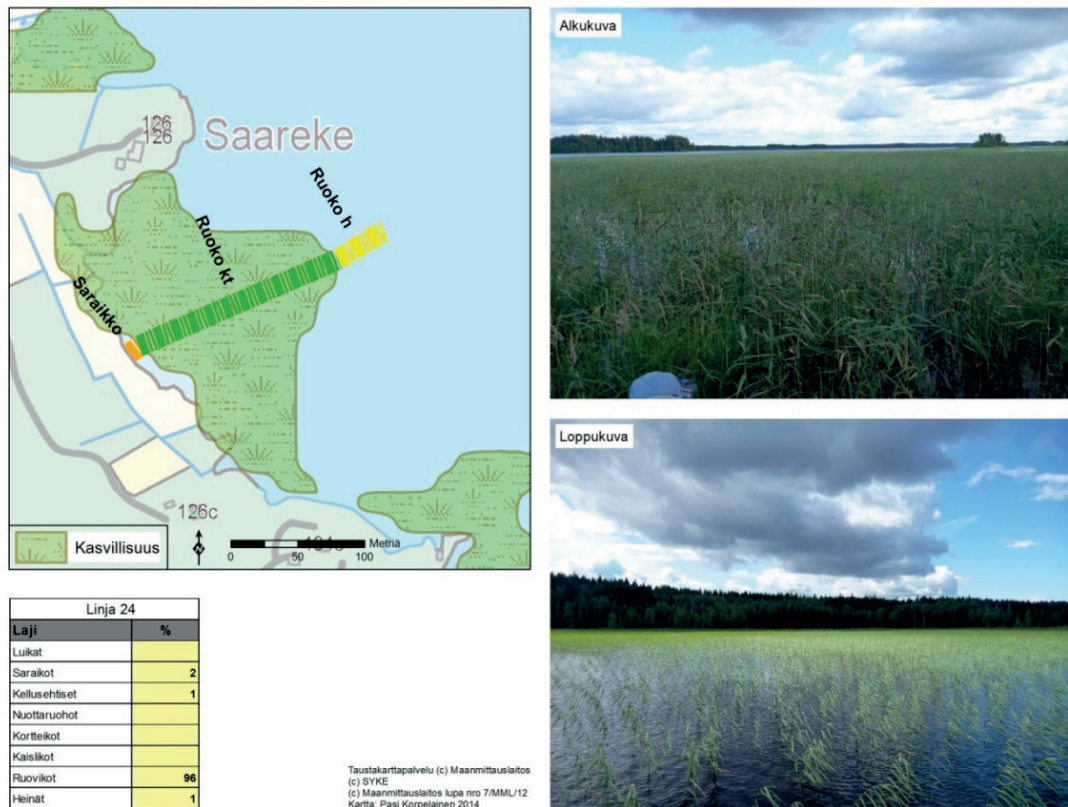 126
126
Saareke
Ruoko h
Ruoko kt
Saraikko
126c
Kasvillisuus
N
Metriä
0 50 100
Linja 24
Laji %
Luikat
Saraikot 2
Kellusehtiset 1
Nuottaruohot
Kortteikot
Kaislikot
Ruovikot 96
Heinät 1
Taustakarttapalvelu (c) Maanmittauslaitos
(c) SYKE
(c) Maanmittauslaitos lupa nro 7/MML/12
Kartta: Pasi Korpelainen 2014
Alkukuva
Loppukuva